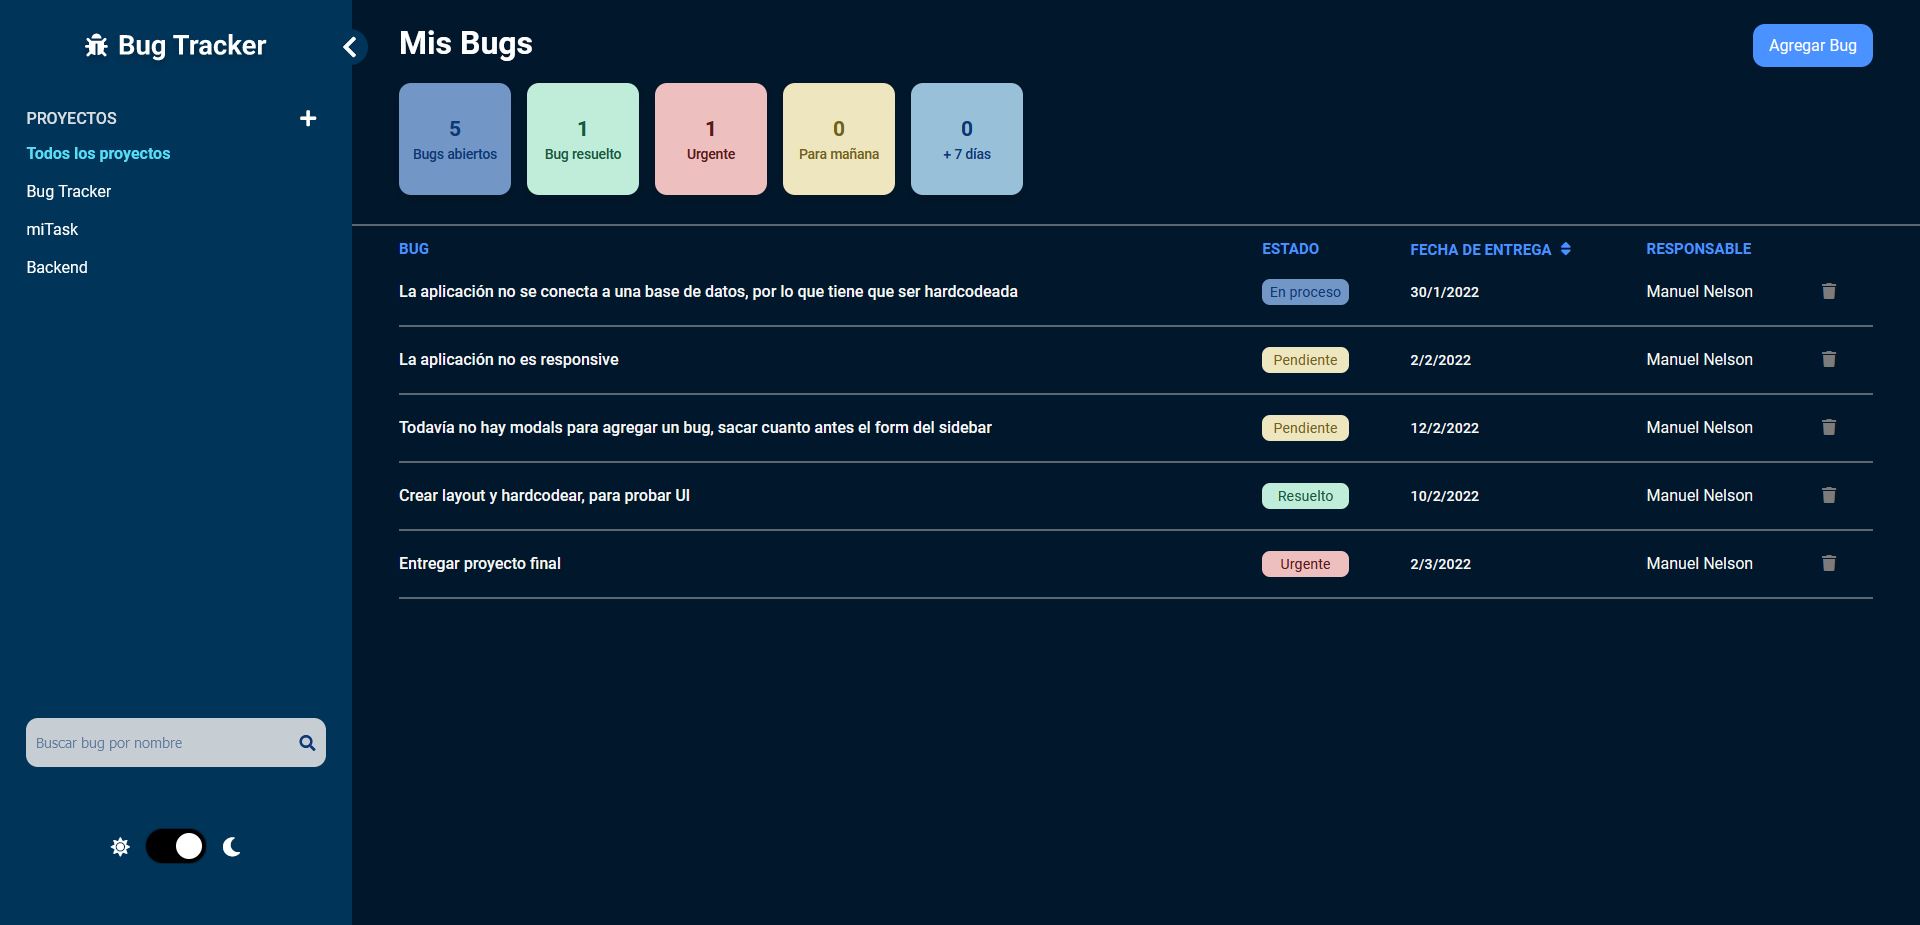 Bug Tracker
PROYECTOS
Todos los proyectos
Bug Tracker
miTask
Backend
Buscar bug por nombre
Mis Bugs
Agregar Bug
5
Bugs abiertos
1
Bug resuelto
1
Urgente
0
Para mañana
0
+ 7 días
BUG ESTADO FECHA DE ENTREGA RESPONSABLE
La aplicación no se conecta a una base de datos, por lo que tiene que ser hardcodeada En proceso 30/1/2022 Manuel Nelson
La aplicación no es responsive Pendiente 2/2/2022 Manuel Nelson
Todavía no hay modals para agregar un bug, sacar cuanto antes el form del sidebar Pendiente 12/2/2022 Manuel Nelson
Crear layout y hardcodear, para probar UI Resuelto 10/2/2022 Manuel Nelson
Entregar proyecto final Urgente 2/3/2022 Manuel Nelson